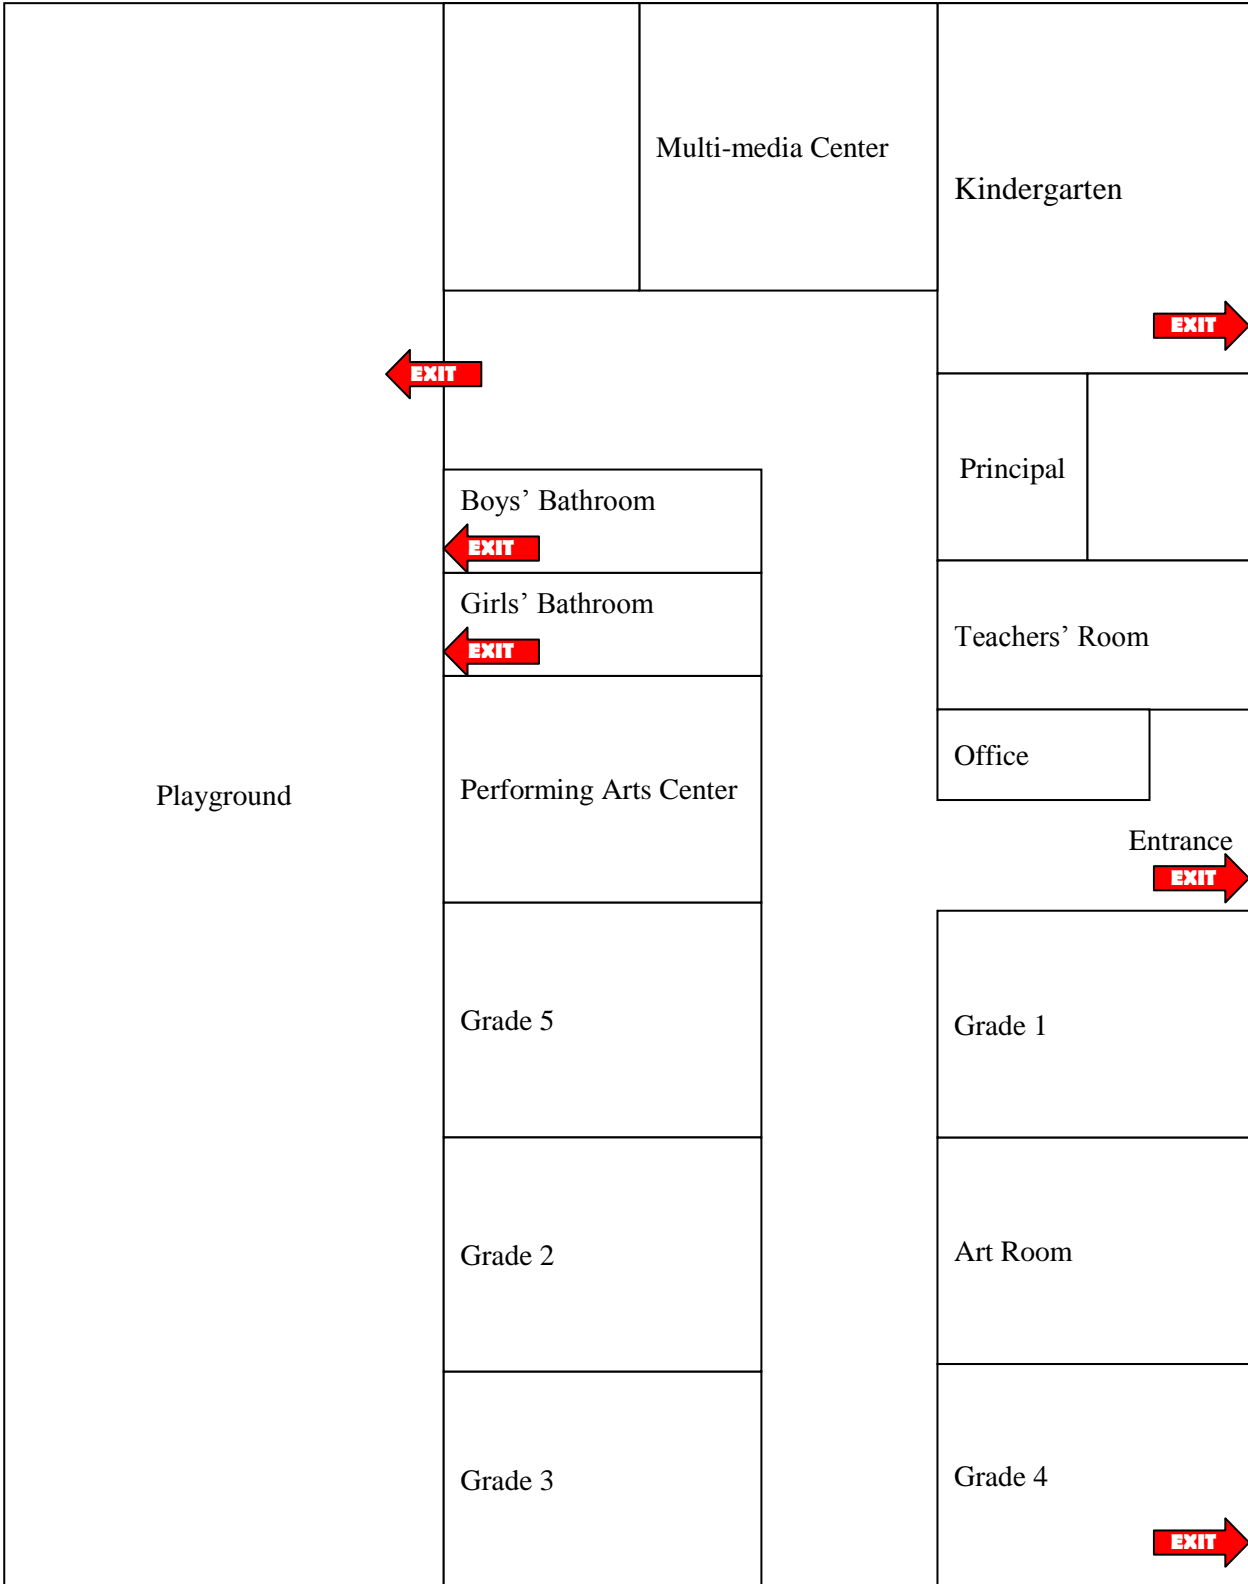 Multi-media Center
Kindergarten
EXIT
EXIT
Principal
Boys’ Bathroom
EXIT
Girls’ Bathroom
EXIT
Teachers’ Room
Office
Playground
Performing Arts Center
Entrance
EXIT
Grade 5
Grade 1
Grade 2
Art Room
Grade 3
Grade 4
EXIT